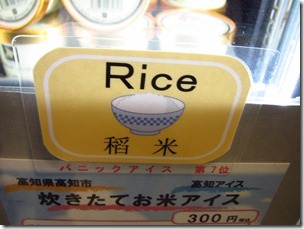 Rice
稲米
パニックアイス 第7位
高知県高知市 高知アイス
炊きたてお米アイス
300円